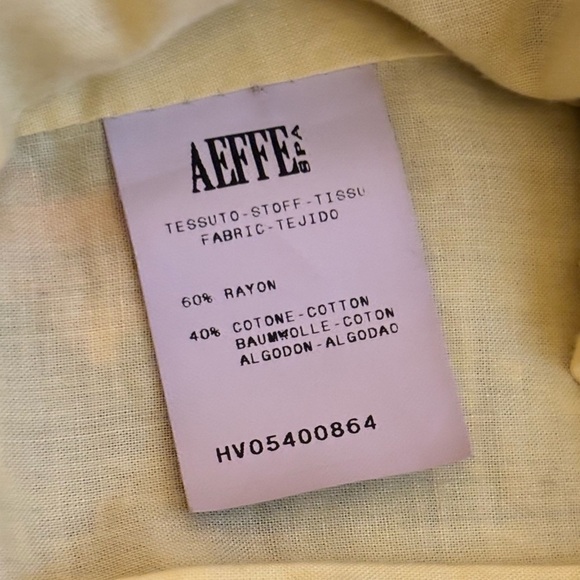 AEFFE SPA
TESSUTO-STOFF-TISSU
FABRIC-TEJIDO
60% RAYON
40% COTONE-COTTON
BAUMWOLLE-COTON
ALGODON-ALGODAO
HV05400864